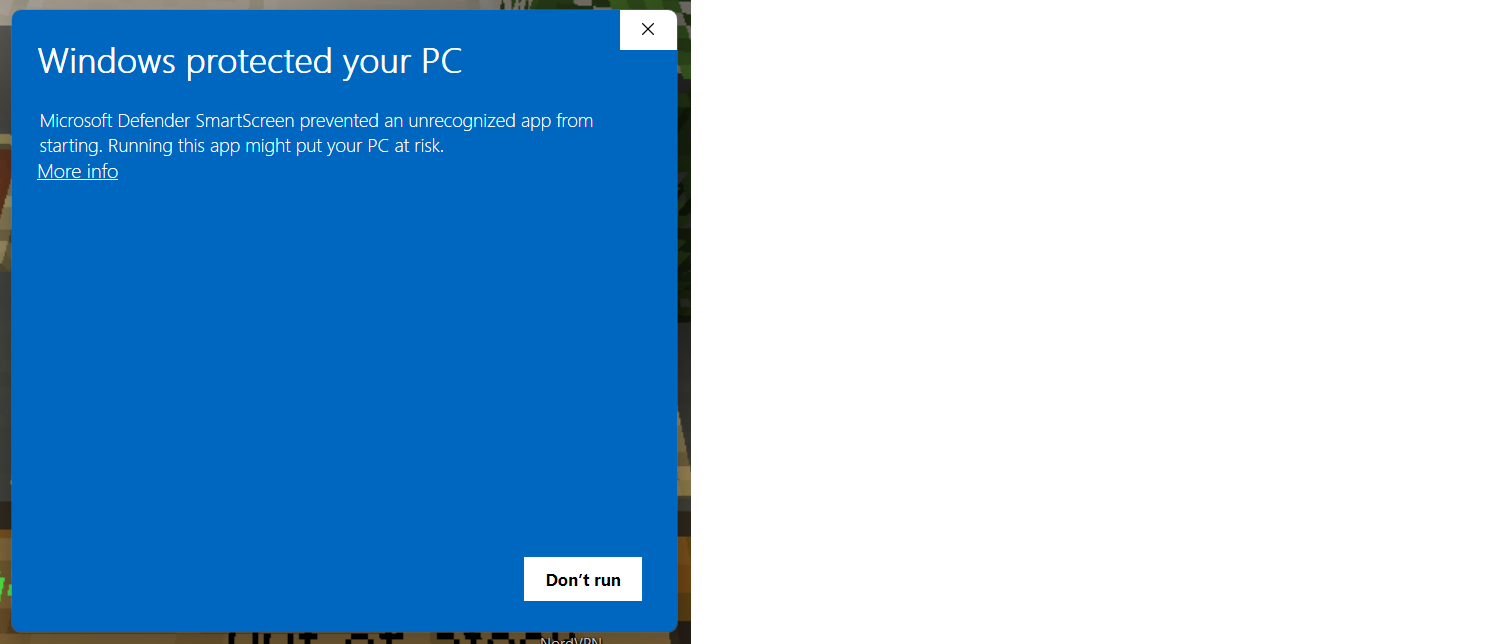 Windows protected your PC
Microsoft Defender SmartScreen prevented an unrecognized app from
starting. Running this app might put your PC at risk.
More info
Don't run
NordVPN